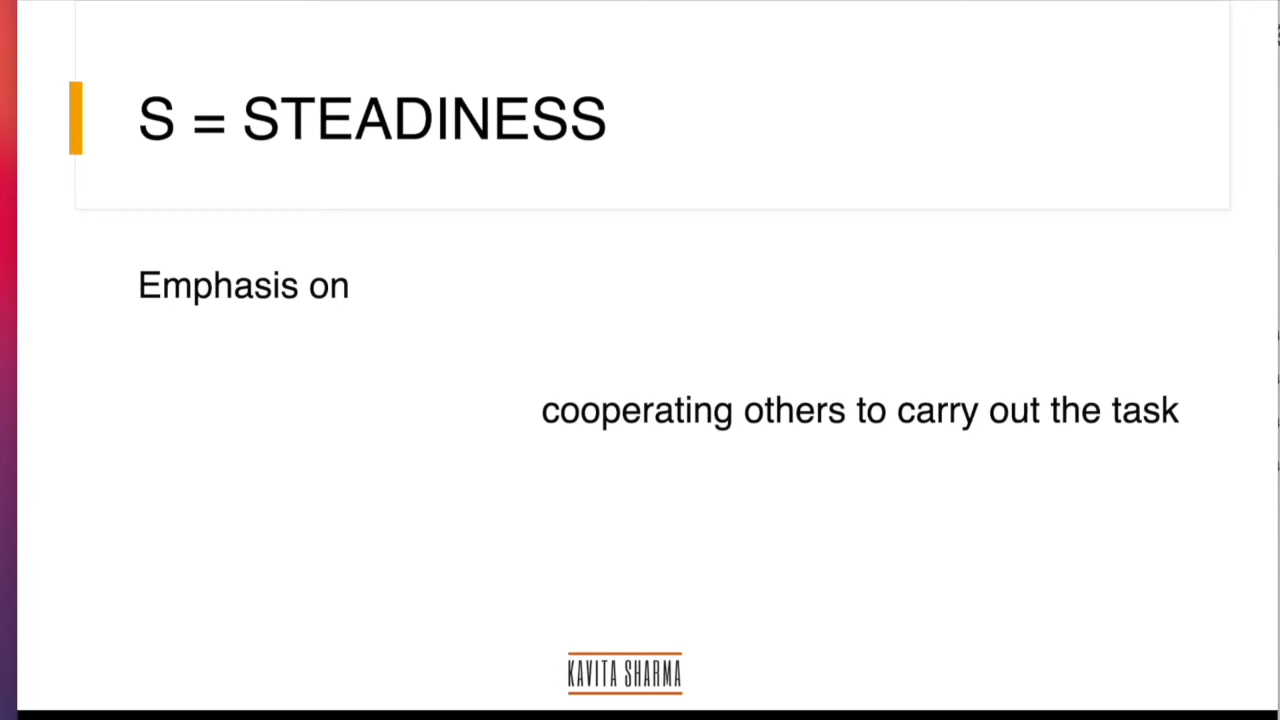 S = STEADINESS
Emphasis on
cooperating others to carry out the task
KAVITA SHARMA